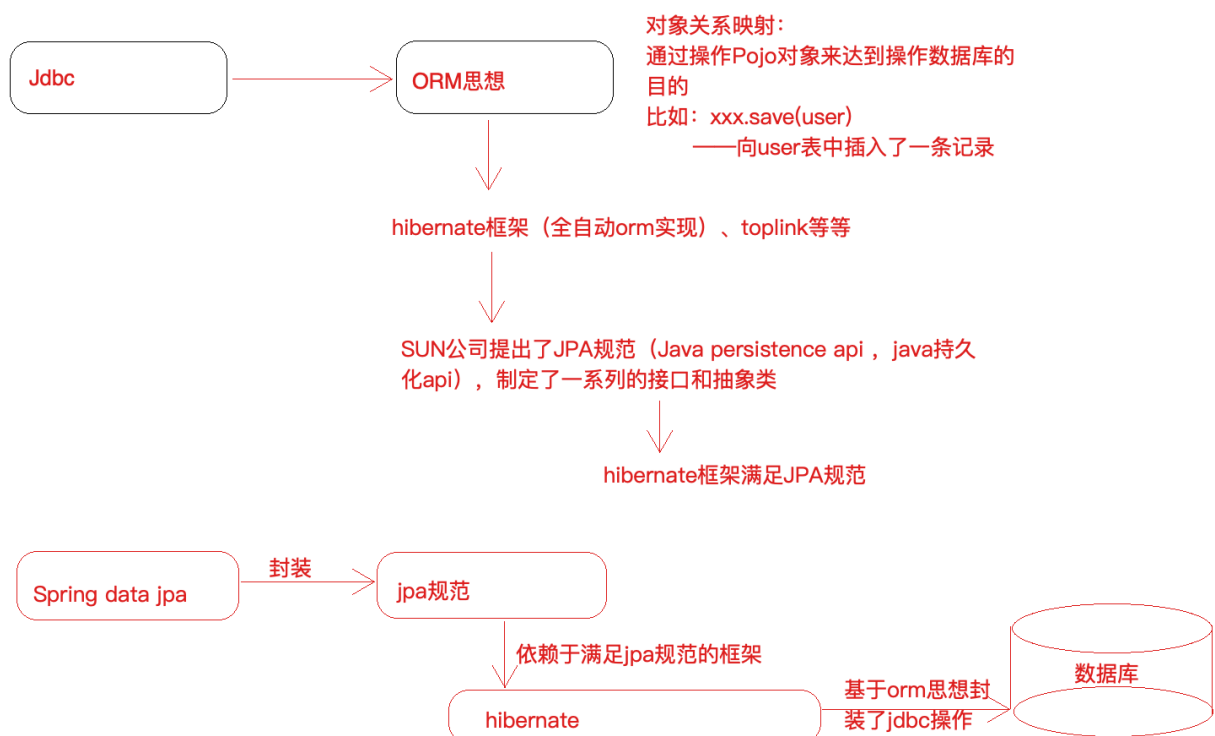 对象关系映射：
通过操作Pojo对象来达到操作数据库的
目的
比如：xxx.save(user)
——向user表中插入了一条记录
Jdbc
ORM思想
hibernate框架（全自动orm实现）、toplink等等
SUN公司提出了JPA规范（Java persistence api ，java持久
化api），制定了一系列的接口和抽象类
hibernate框架满足JPA规范
Spring data jpa
封装
jpa规范
依赖于满足jpa规范的框架
hibernate
基于orm思想封
装了jdbc操作
数据库